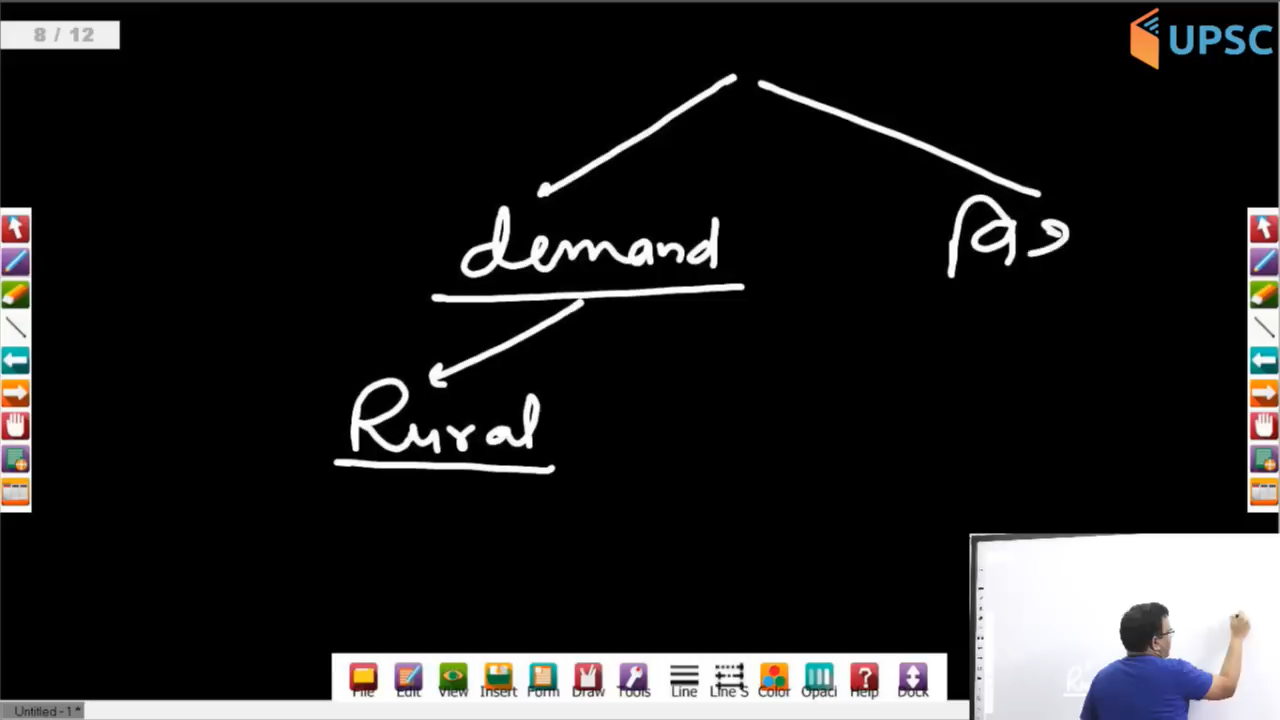 8 / 12
UPSC
demand
Rural
File Edit View Insert Form Draw Tools Line Line S Color Opaci Help Dock
Untitled - 1 *